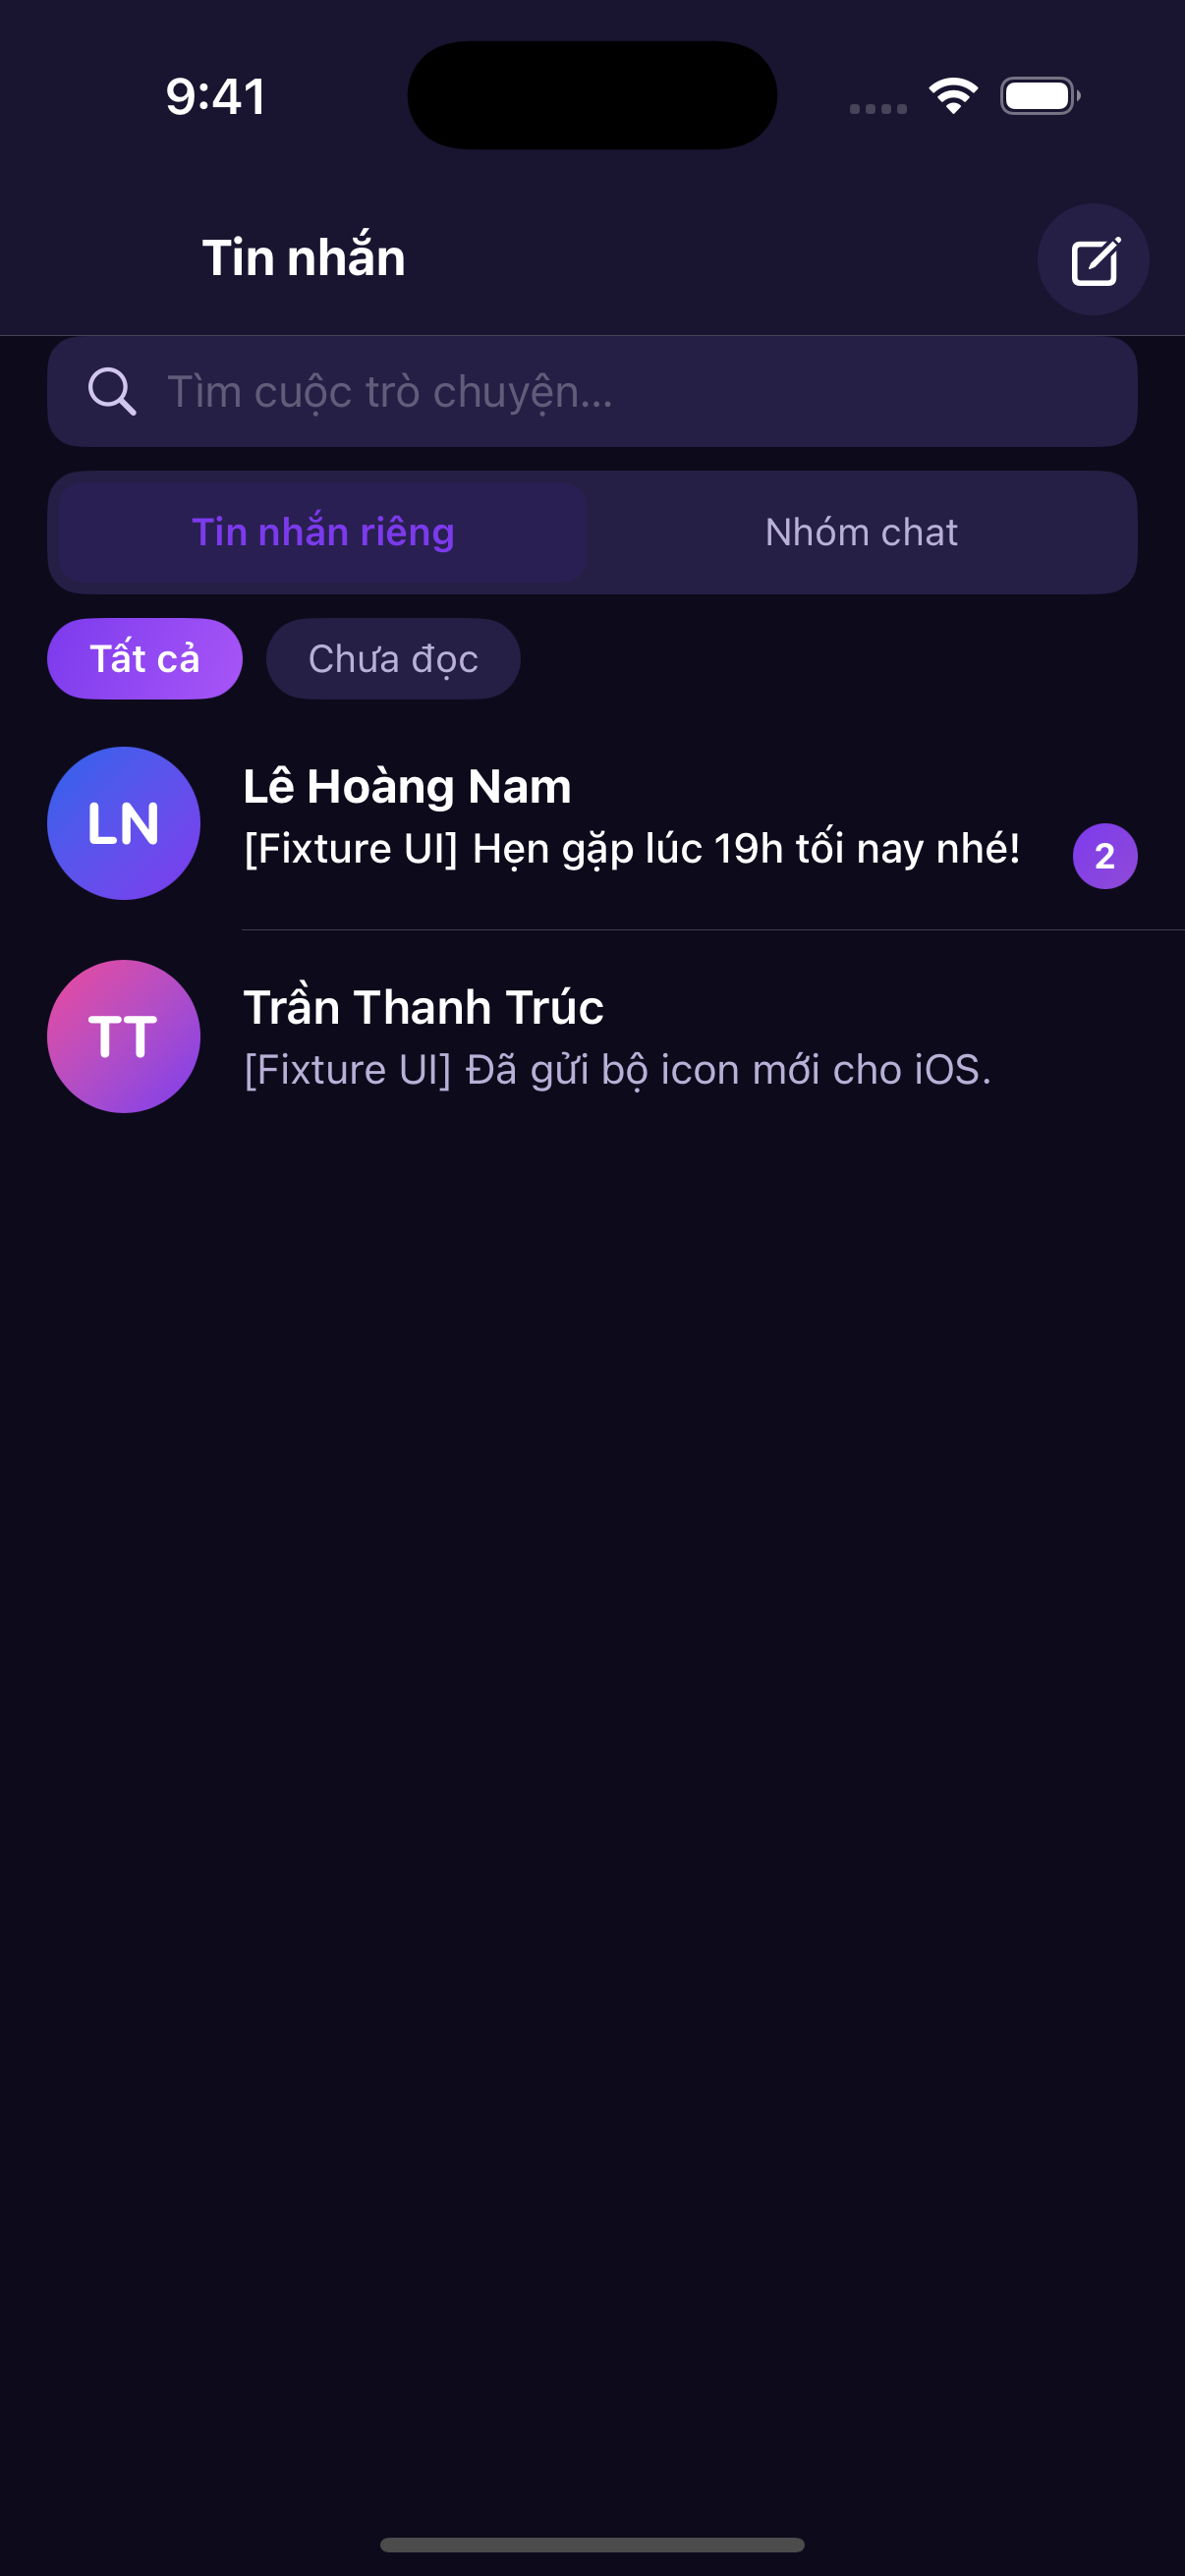 9:41
Tin nhắn
Tìm cuộc trò chuyện...
Tin nhắn riêng
Nhóm chat
Tất cả
Chưa đọc
LN
Lê Hoàng Nam
[Fixture UI] Hẹn gặp lúc 19h tối nay nhé!
2
TT
Trần Thanh Trúc
[Fixture UI] Đã gửi bộ icon mới cho iOS.